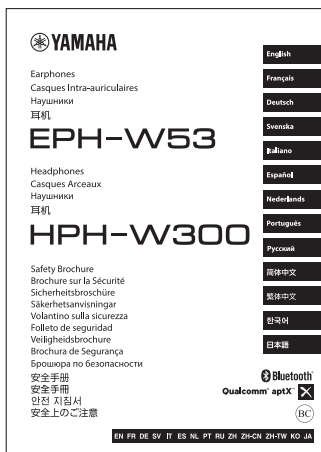 YAMAHA
Earphones
Casques Intra-auriculaires
Наушники
耳机
EPH-W53
Headphones
Casques Arceaux
Наушники
耳机
HPH-W300
Safety Brochure
Brochure sur la Sécurité
Sicherheitsbroschüre
Säkerhetsanvisningar
Volantino sulla sicurezza
Folleto de seguridad
Veiligheidsbrochure
Brochura de Segurança
Брошюра по безопасности
安全手册
安全手冊
안전 지침서
安全上のご注意
English
Français
Deutsch
Svenska
Italiano
Español
Nederlands
Português
Русский
简体中文
繁体中文
한국어
日本語
Bluetooth®
Qualcomm® aptX™
BC
EN FR DE SV IT ES NL PT RU ZH ZH-CN ZH-TW KO JA